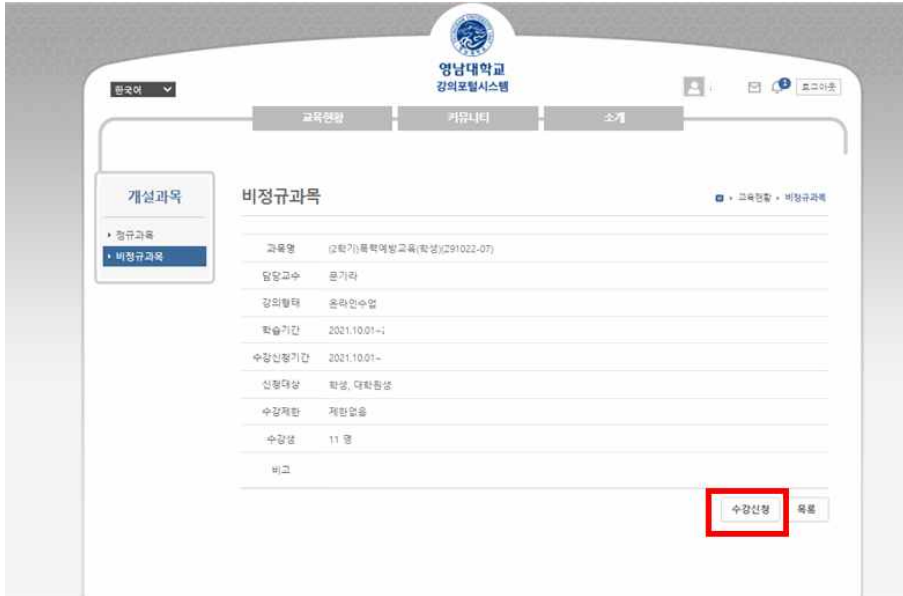 영남대학교
강의포털시스템
한국어
1
로그아웃
교육현황
커뮤니티
소개
개설과목
정규과목
비정규과목
비정규과목
교육현황
비정규과목
과목명 (2학기)폭력예방교육(학생)(Z91022-07)
담당교수 문기라
강의형태 온라인수업
학습기간 2021.10.01~;
수강신청기간 2021.10.01~
신청대상 학생, 대학원생
수강제한 제한없음
수강생 11 명
비고
수강신청
목록